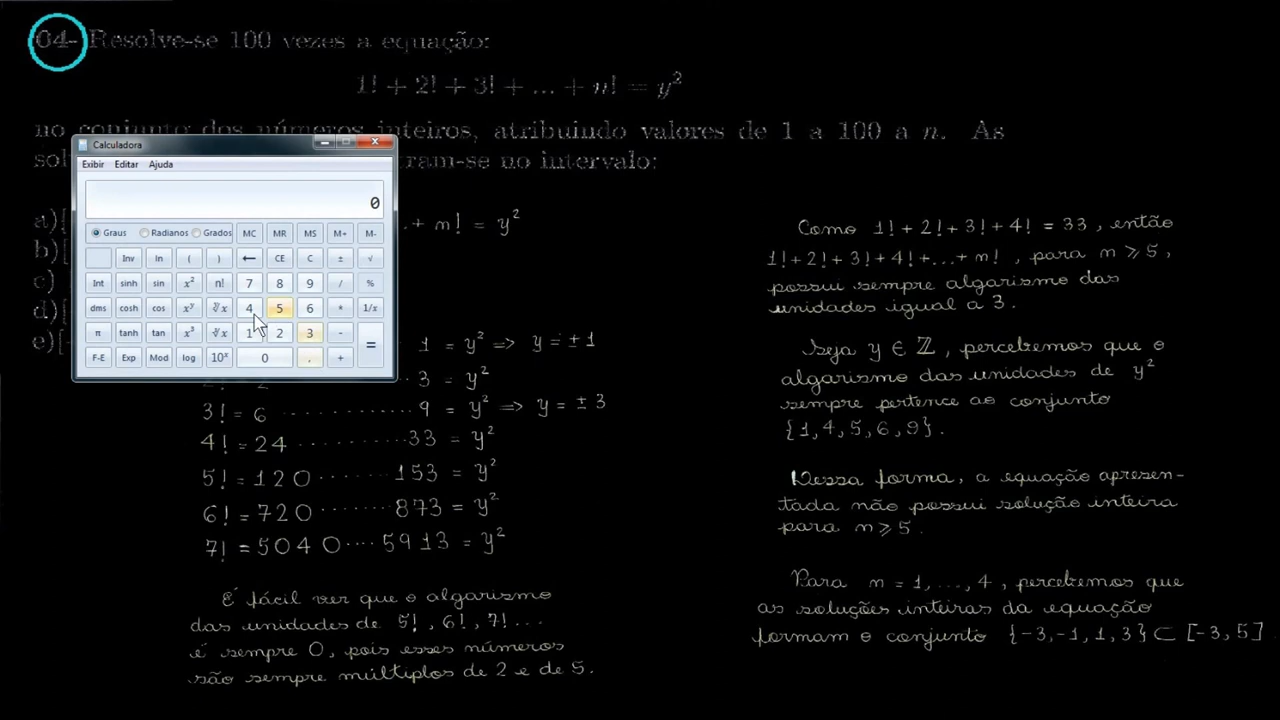 04- Resolve-se 100 vezes a equação:
1! + 2! + 3! + ... + n! = y²
no conjunto dos números inteiros, atribuindo valores de 1 a 100 a n. As
tram-se no intervalo:
a)[
b)[
c)
d)[
e)[
Calculadora
Exibir Editar Ajuda
0
Graus Radianos Grados MC MR MS M+ M-
Inv ln ( ) ← CE C ± √
Int sinh sin x² n! 7 8 9 / %
dms cosh cos xʸ ʸ√x 4 5 6 * 1/x
π tanh tan x³ ³√x 1 2 3 - =
F-E Exp Mod log 10ˣ 0 , +
.+ n! = y²
1 = y² => y = ± 1
3 = y²
3! = 6 ............ 9 = y² => y = ± 3
4! = 24 .......... 33 = y²
5! = 120 ....... 153 = y²
6! = 720 ....... 873 = y²
7! = 5040 .... 5913 = y²
É fácil ver que o algarismo
das unidades de 5!, 6!, 7! ...
é sempre 0, pois esses números
são sempre múltiplos de 2 e de 5.
Como 1! + 2! + 3! + 4! = 33, então
1! + 2! + 3! + 4! + ... + n!, para n ⩾ 5,
possui sempre algarismo das
unidades igual a 3.
Seja y ∈ ℤ, percebemos que o
algarismo das unidades de y²
sempre pertence ao conjunto
{1, 4, 5, 6, 9}.
Dessa forma, a equação apresen-
tada não possui solução inteira
para n ⩾ 5.
Para n = 1, ..., 4, percebemos que
as soluções inteiras da equação
formam o conjunto {-3, -1, 1, 3} ⊂ [-3, 5]